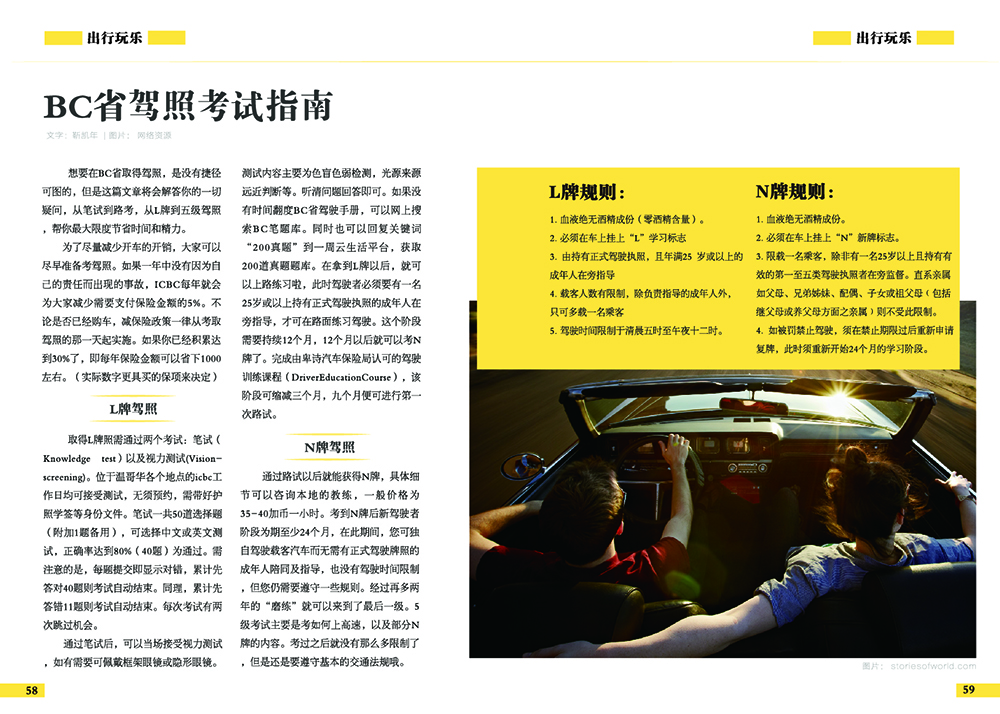 出行玩乐
出行玩乐
BC省驾照考试指南
文字：靳凯年 | 图片： 网络资源
想要在BC省取得驾照，是没有捷径
可图的，但是这篇文章将会解答你的一切
疑问，从笔试到路考，从L牌到五级驾照
，帮你最大限度节省时间和精力。
为了尽量减少开车的开销，大家可以
尽早准备考驾照。如果一年中没有因为自
己的责任而出现的事故，ICBC每年就会
为大家减少需要支付保险金额的5%。不
论是否已经购车，减保险政策一律从考取
驾照的那一天起实施。如果你已经积累达
到30%了，即每年保险金额可以省下1000
左右。（实际数字更具买的保项来决定）
L牌驾照
取得L牌照需通过两个考试：笔试（
Knowledge test）以及视力测试(Vision-
screening)。位于温哥华各个地点的icbc工
作日均可接受测试，无须预约，需带好护
照学签等身份文件。笔试一共50道选择题
（附加1题备用），可选择中文或英文测
试，正确率达到80%（40题）为通过。需
注意的是，每题提交即显示对错，累计先
答对40题则考试自动结束。同理，累计先
答错11题则考试自动结束。每次考试有两
次跳过机会。
通过笔试后，可以当场接受视力测试
，如有需要可佩戴框架眼镜或隐形眼镜。
测试内容主要为色盲色弱检测，光源来源
远近判断等。听清问题回答即可。如果没
有时间翻度BC省驾驶手册，可以网上搜
索BC笔题库。同时也可以回复关键词
“200真题”到一周云生活平台，获取
200道真题题库。在拿到L牌以后，就可
以上路练习啦，此时驾驶者必须要有一名
25岁或以上持有正式驾驶执照的成年人在
旁指导，才可在路面练习驾驶。这个阶段
需要持续12个月，12个月以后就可以考N
牌了。完成由卑诗汽车保险局认可的驾驶
训练课程（DriverEducationCourse），该
阶段可缩减三个月，九个月便可进行第一
次路试。
N牌驾照
通过路试以后就能获得N牌，具体细
节可以咨询本地的教练，一般价格为
35-40加币一小时。考到N牌后新驾驶者
阶段为期至少24个月，在此期间，您可独
自驾驶载客汽车而无需有正式驾驶牌照的
成年人陪同及指导，也没有驾驶时间限制
，但您仍需要遵守一些规则。经过再多两
年的“磨练”就可以来到了最后一级。5
级考试主要是考如何上高速，以及部分N
牌的内容。考过之后就没有那么多限制了
，但是还是要遵守基本的交通法规哦。
L牌规则：
1. 血液绝无酒精成份（零酒精含量）。
2. 必须在车上挂上“L”学习标志
3. 由持有正式驾驶执照，且年满25 岁或以上的
成年人在旁指导
4. 载客人数有限制，除负责指导的成年人外，
只可多载一名乘客
5. 驾驶时间限制于清晨五时至午夜十二时。
N牌规则：
1. 血液绝无酒精成份。
2. 必须在车上挂上“N”新牌标志。
3. 限载一名乘客，除非有一名25岁以上且持有有
效的第一至五类驾驶执照者在旁监督。直系亲属
如父母、兄弟姊妹、配偶、子女或祖父母（包括
继父母或养父母方面之亲属）则不受此限制。
4. 如被罚禁止驾驶，须在禁止期限过后重新申请
复牌，此时须重新开始24个月的学习阶段。
图片： storiesofworld.com
58
59